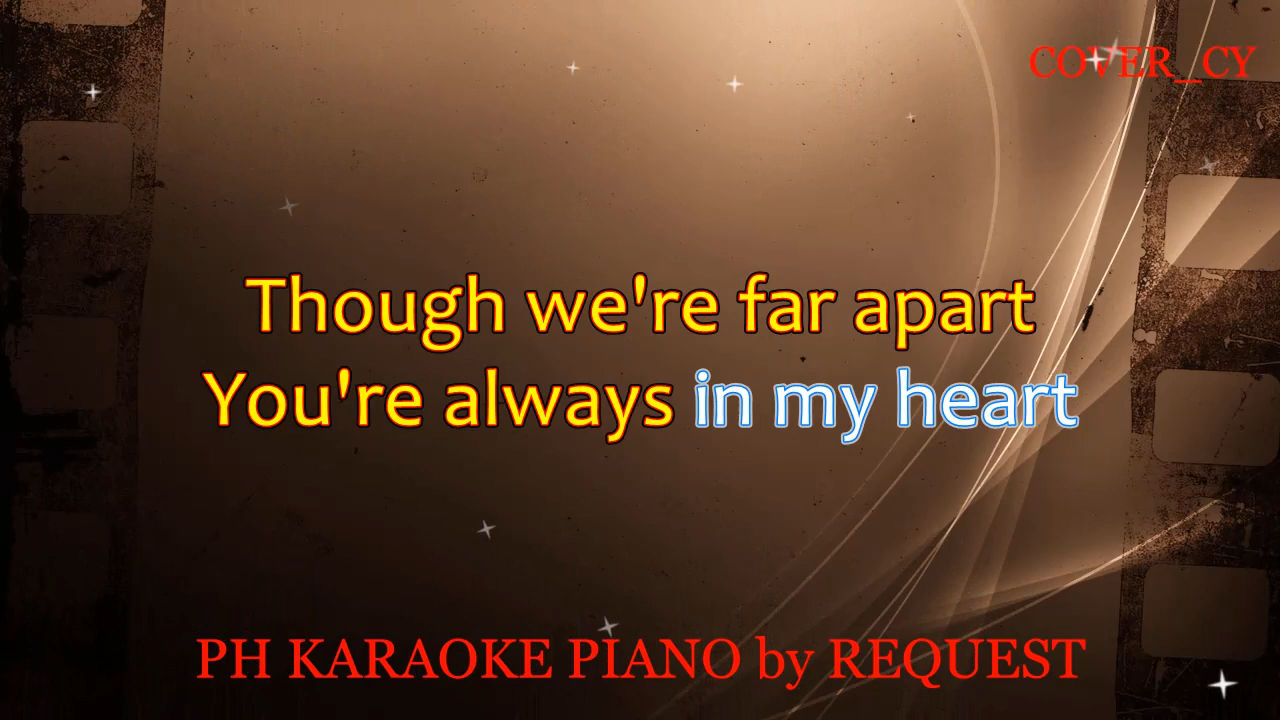 COVER_CY
Though we're far apart
You're always in my heart
PH KARAOKE PIANO by REQUEST